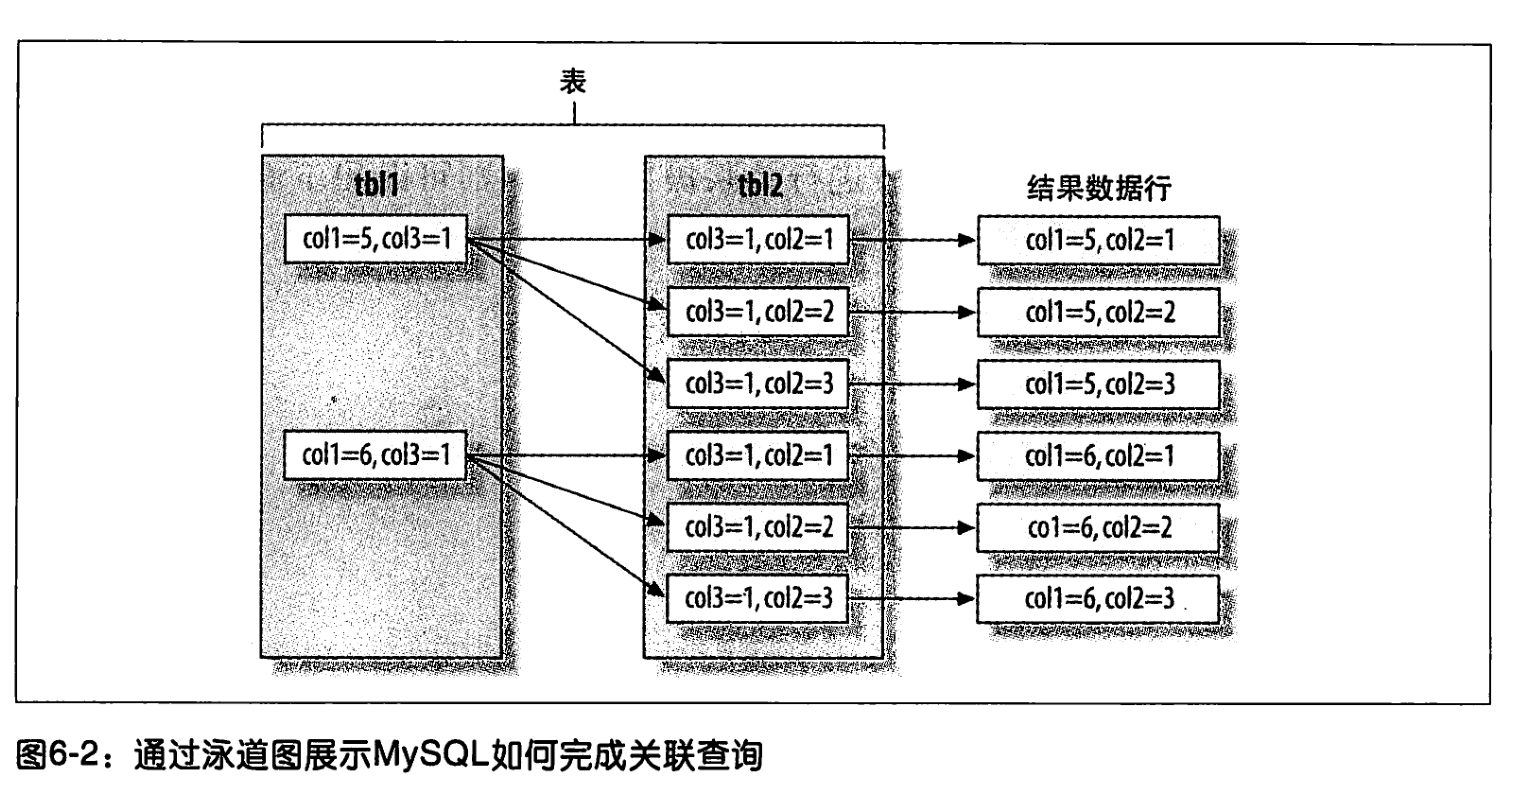 表
tbl1
tbl2
结果数据行
col1=5, col3=1
col3=1, col2=1
col1=5, col2=1
col3=1, col2=2
col1=5, col2=2
col3=1, col2=3
col1=5, col2=3
col1=6, col3=1
col3=1, col2=1
col1=6, col2=1
col3=1, col2=2
co1=6, col2=2
col3=1, col2=3
col1=6, col2=3
图6-2：通过泳道图展示MySQL如何完成关联查询